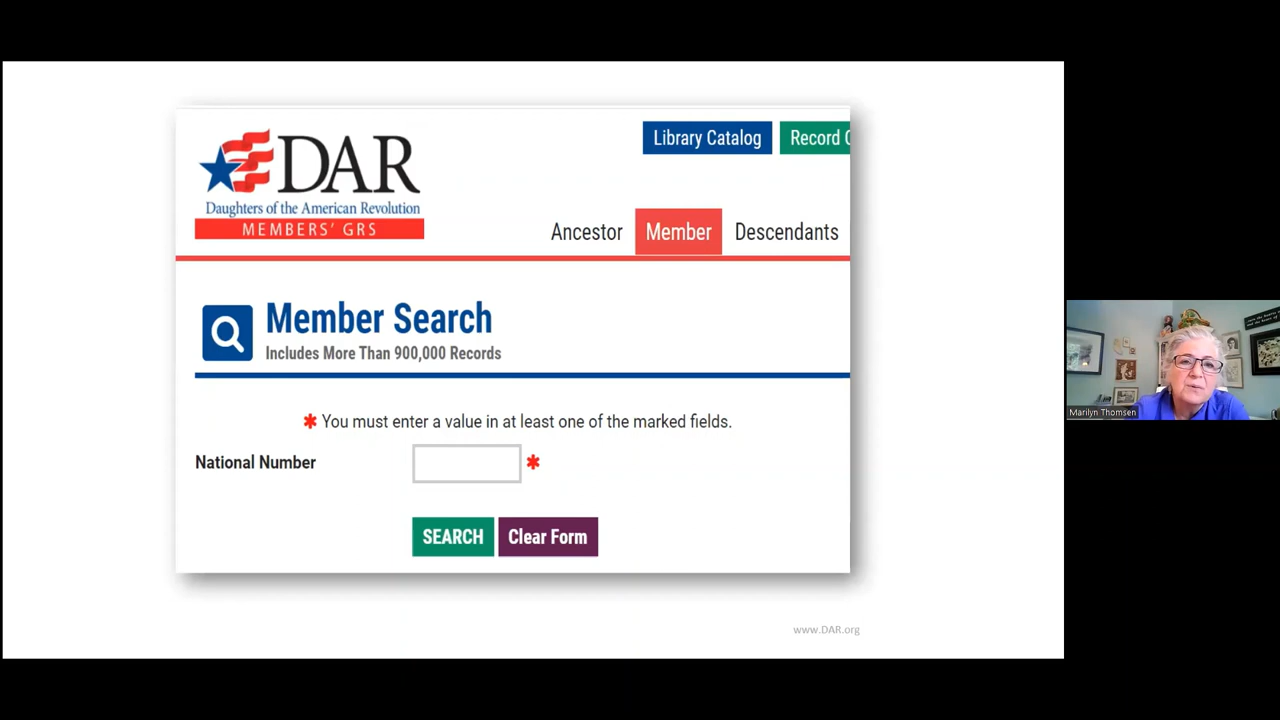 DAR
Daughters of the American Revolution
MEMBERS' GRS
Library Catalog
Record
Ancestor
Member
Descendants
Member Search
Includes More Than 900,000 Records
* You must enter a value in at least one of the marked fields.
National Number
*
SEARCH
Clear Form
www.DAR.org
Marilyn Thomsen